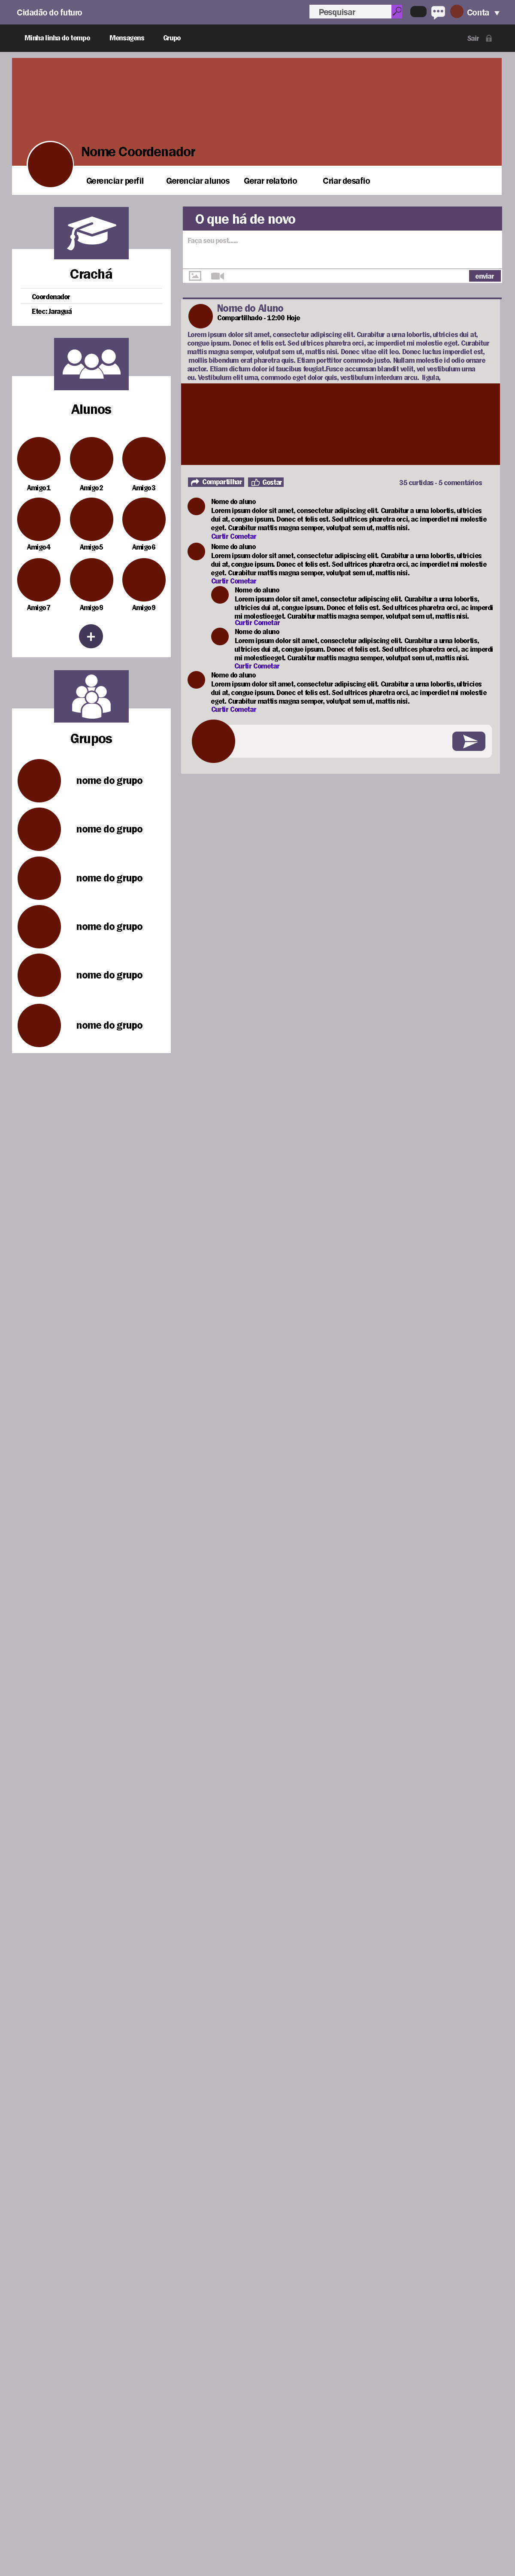 Cidadão do futuro
Pesquisar
Conta
Minha linha do tempo
Mensagens
Grupo
Sair
Nome Coordenador
Gerenciar perfil
Gerenciar alunos
Gerar relatorio
Criar desafio
Crachá
Coordenador
Etec: Jaraguá
Alunos
Amigo1
Amigo2
Amigo3
Amigo4
Amigo5
Amigo6
Amigo7
Amigo8
Amigo9
+
Grupos
nome do grupo
nome do grupo
nome do grupo
nome do grupo
nome do grupo
nome do grupo
O que há de novo
Faça seu post......
enviar
Nome do Aluno
Compartilhado - 12:00 Hoje
Lorem ipsum dolor sit amet, consectetur adipiscing elit. Curabitur a urna lobortis, ultricies dui at,
congue ipsum. Donec et felis est. Sed ultrices pharetra orci, ac imperdiet mi molestie eget. Curabitur
mattis magna semper, volutpat sem ut, mattis nisi. Donec vitae elit leo. Donec luctus imperdiet est,
mollis bibendum erat pharetra quis. Etiam porttitor commodo justo. Nullam molestie id odio ornare
auctor. Etiam dictum dolor id faucibus feugiat.Fusce accumsan blandit velit, vel vestibulum urna
eu. Vestibulum elit urna, commodo eget dolor quis, vestibulum interdum arcu. ligula,
Compartilhar
Gostar
35 curtidas - 5 comentários
Nome do aluno
Lorem ipsum dolor sit amet, consectetur adipiscing elit. Curabitur a urna lobortis, ultricies
dui at, congue ipsum. Donec et felis est. Sed ultrices pharetra orci, ac imperdiet mi molestie
eget. Curabitur mattis magna semper, volutpat sem ut, mattis nisi.
Curtir Cometar
Nome do aluno
Lorem ipsum dolor sit amet, consectetur adipiscing elit. Curabitur a urna lobortis, ultricies
dui at, congue ipsum. Donec et felis est. Sed ultrices pharetra orci, ac imperdiet mi molestie
eget. Curabitur mattis magna semper, volutpat sem ut, mattis nisi.
Curtir Cometar
Nome do aluno
Lorem ipsum dolor sit amet, consectetur adipiscing elit. Curabitur a urna lobortis,
ultricies dui at, congue ipsum. Donec et felis est. Sed ultrices pharetra orci, ac imperdi
mi molestieeget. Curabitur mattis magna semper, volutpat sem ut, mattis nisi.
Curtir Cometar
Nome do aluno
Lorem ipsum dolor sit amet, consectetur adipiscing elit. Curabitur a urna lobortis,
ultricies dui at, congue ipsum. Donec et felis est. Sed ultrices pharetra orci, ac imperdi
mi molestieeget. Curabitur mattis magna semper, volutpat sem ut, mattis nisi.
Curtir Cometar
Nome do aluno
Lorem ipsum dolor sit amet, consectetur adipiscing elit. Curabitur a urna lobortis, ultricies
dui at, congue ipsum. Donec et felis est. Sed ultrices pharetra orci, ac imperdiet mi molestie
eget. Curabitur mattis magna semper, volutpat sem ut, mattis nisi.
Curtir Cometar